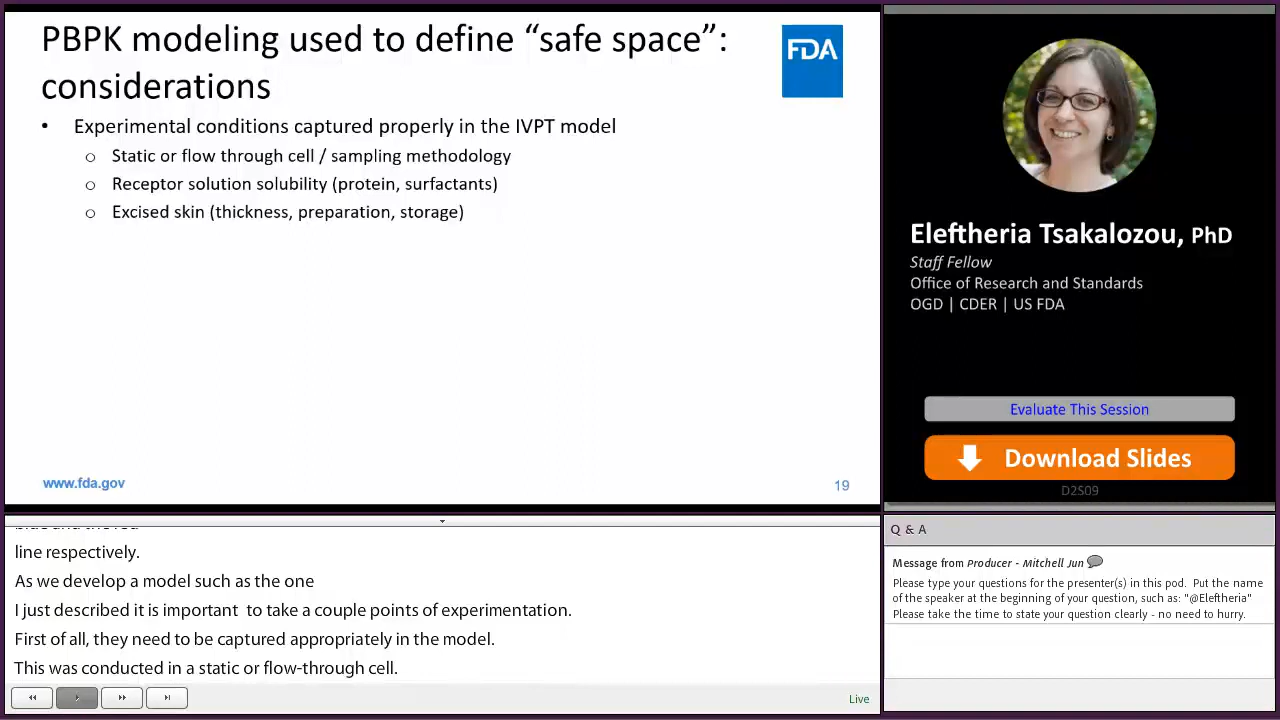 PBPK modeling used to define “safe space”:
considerations
FDA
• Experimental conditions captured properly in the IVPT model
o Static or flow through cell / sampling methodology
o Receptor solution solubility (protein, surfactants)
o Excised skin (thickness, preparation, storage)
www.fda.gov
19
Eleftheria Tsakalozou, PhD
Staff Fellow
Office of Research and Standards
OGD | CDER | US FDA
Evaluate This Session
Download Slides
D2S09
line respectively.
As we develop a model such as the one
I just described it is important to take a couple points of experimentation.
First of all, they need to be captured appropriately in the model.
This was conducted in a static or flow-through cell.
Live
Q & A
Message from Producer - Mitchell Jun
Please type your questions for the presenter(s) in this pod. Put the name
of the speaker at the beginning of your question, such as: "@Eleftheria"
Please take the time to state your question clearly - no need to hurry.